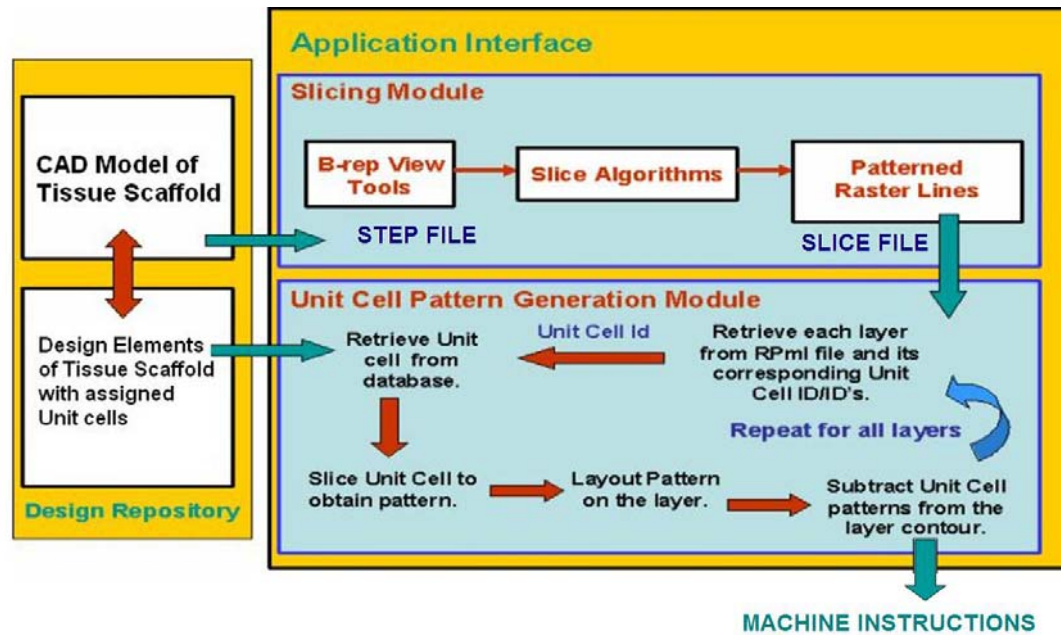 Application Interface
CAD Model of
Tissue Scaffold
Design Elements
of Tissue Scaffold
with assigned
Unit cells
Design Repository
Slicing Module
B-rep View
Tools
Slice Algorithms
Patterned
Raster Lines
STEP FILE
SLICE FILE
Unit Cell Pattern Generation Module
Retrieve Unit
cell from
database.
Unit Cell Id
Retrieve each layer
from RPml file and its
corresponding Unit
Cell ID/ID's.
Repeat for all layers
Slice Unit Cell to
obtain pattern.
Layout Pattern
on the layer.
Subtract Unit Cell
patterns from the
layer contour.
MACHINE INSTRUCTIONS